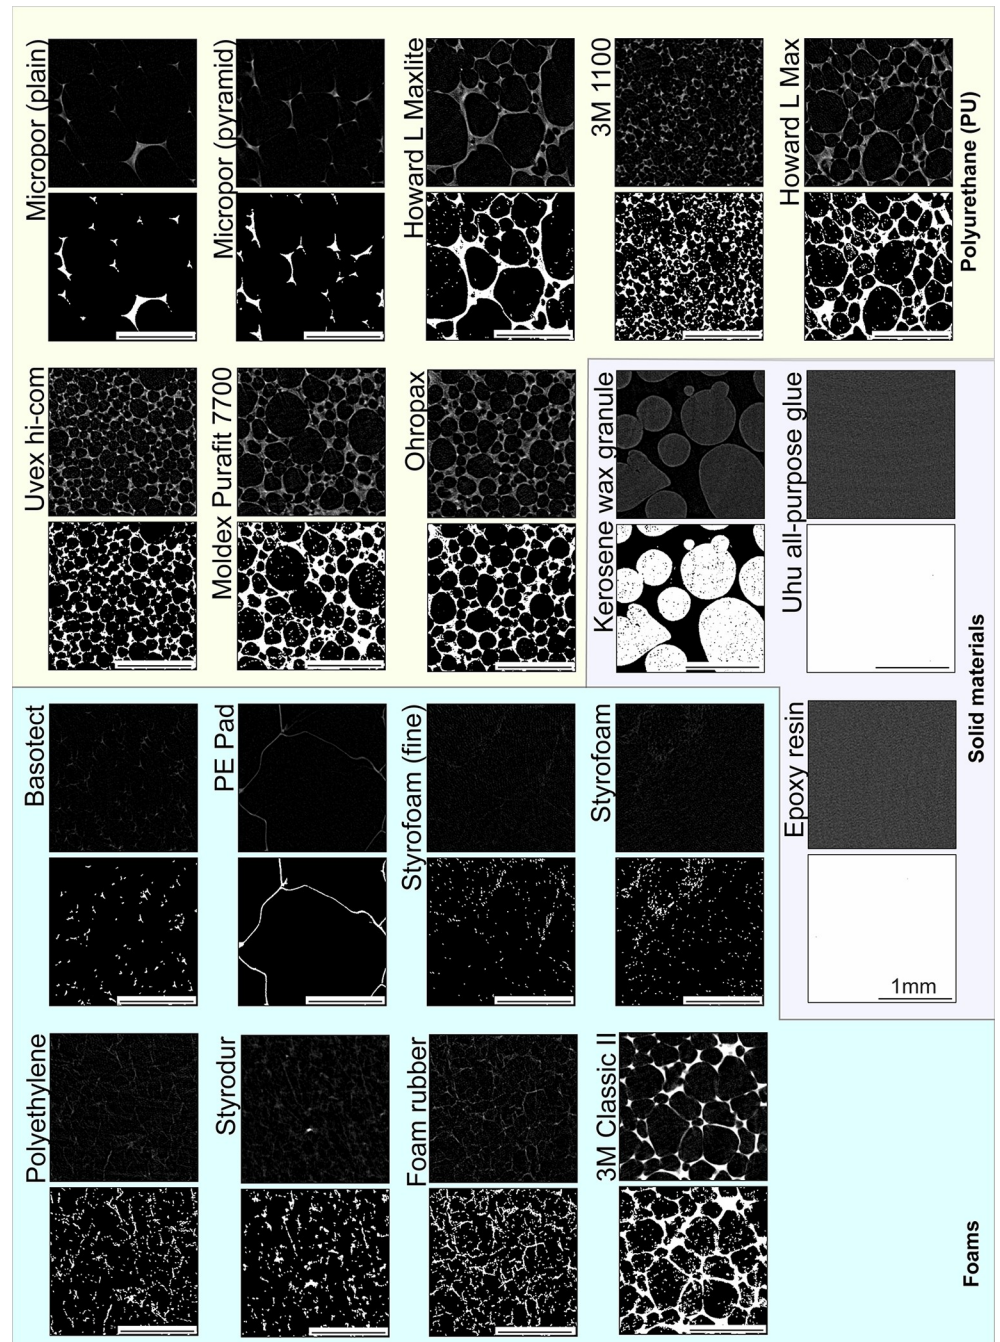 Polyethylene
Basotect
Uvex hi-com
Micropor (plain)
Styrodur
PE Pad
Moldex Purafit 7700
Micropor (pyramid)
Foam rubber
Styrofoam (fine)
Ohropax
Howard L Maxlite
3M Classic II
Styrofoam
Kerosene wax granule
3M 1100
Epoxy resin
Uhu all-purpose glue
Howard L Max
1mm
Foams
Solid materials
Polyurethane (PU)